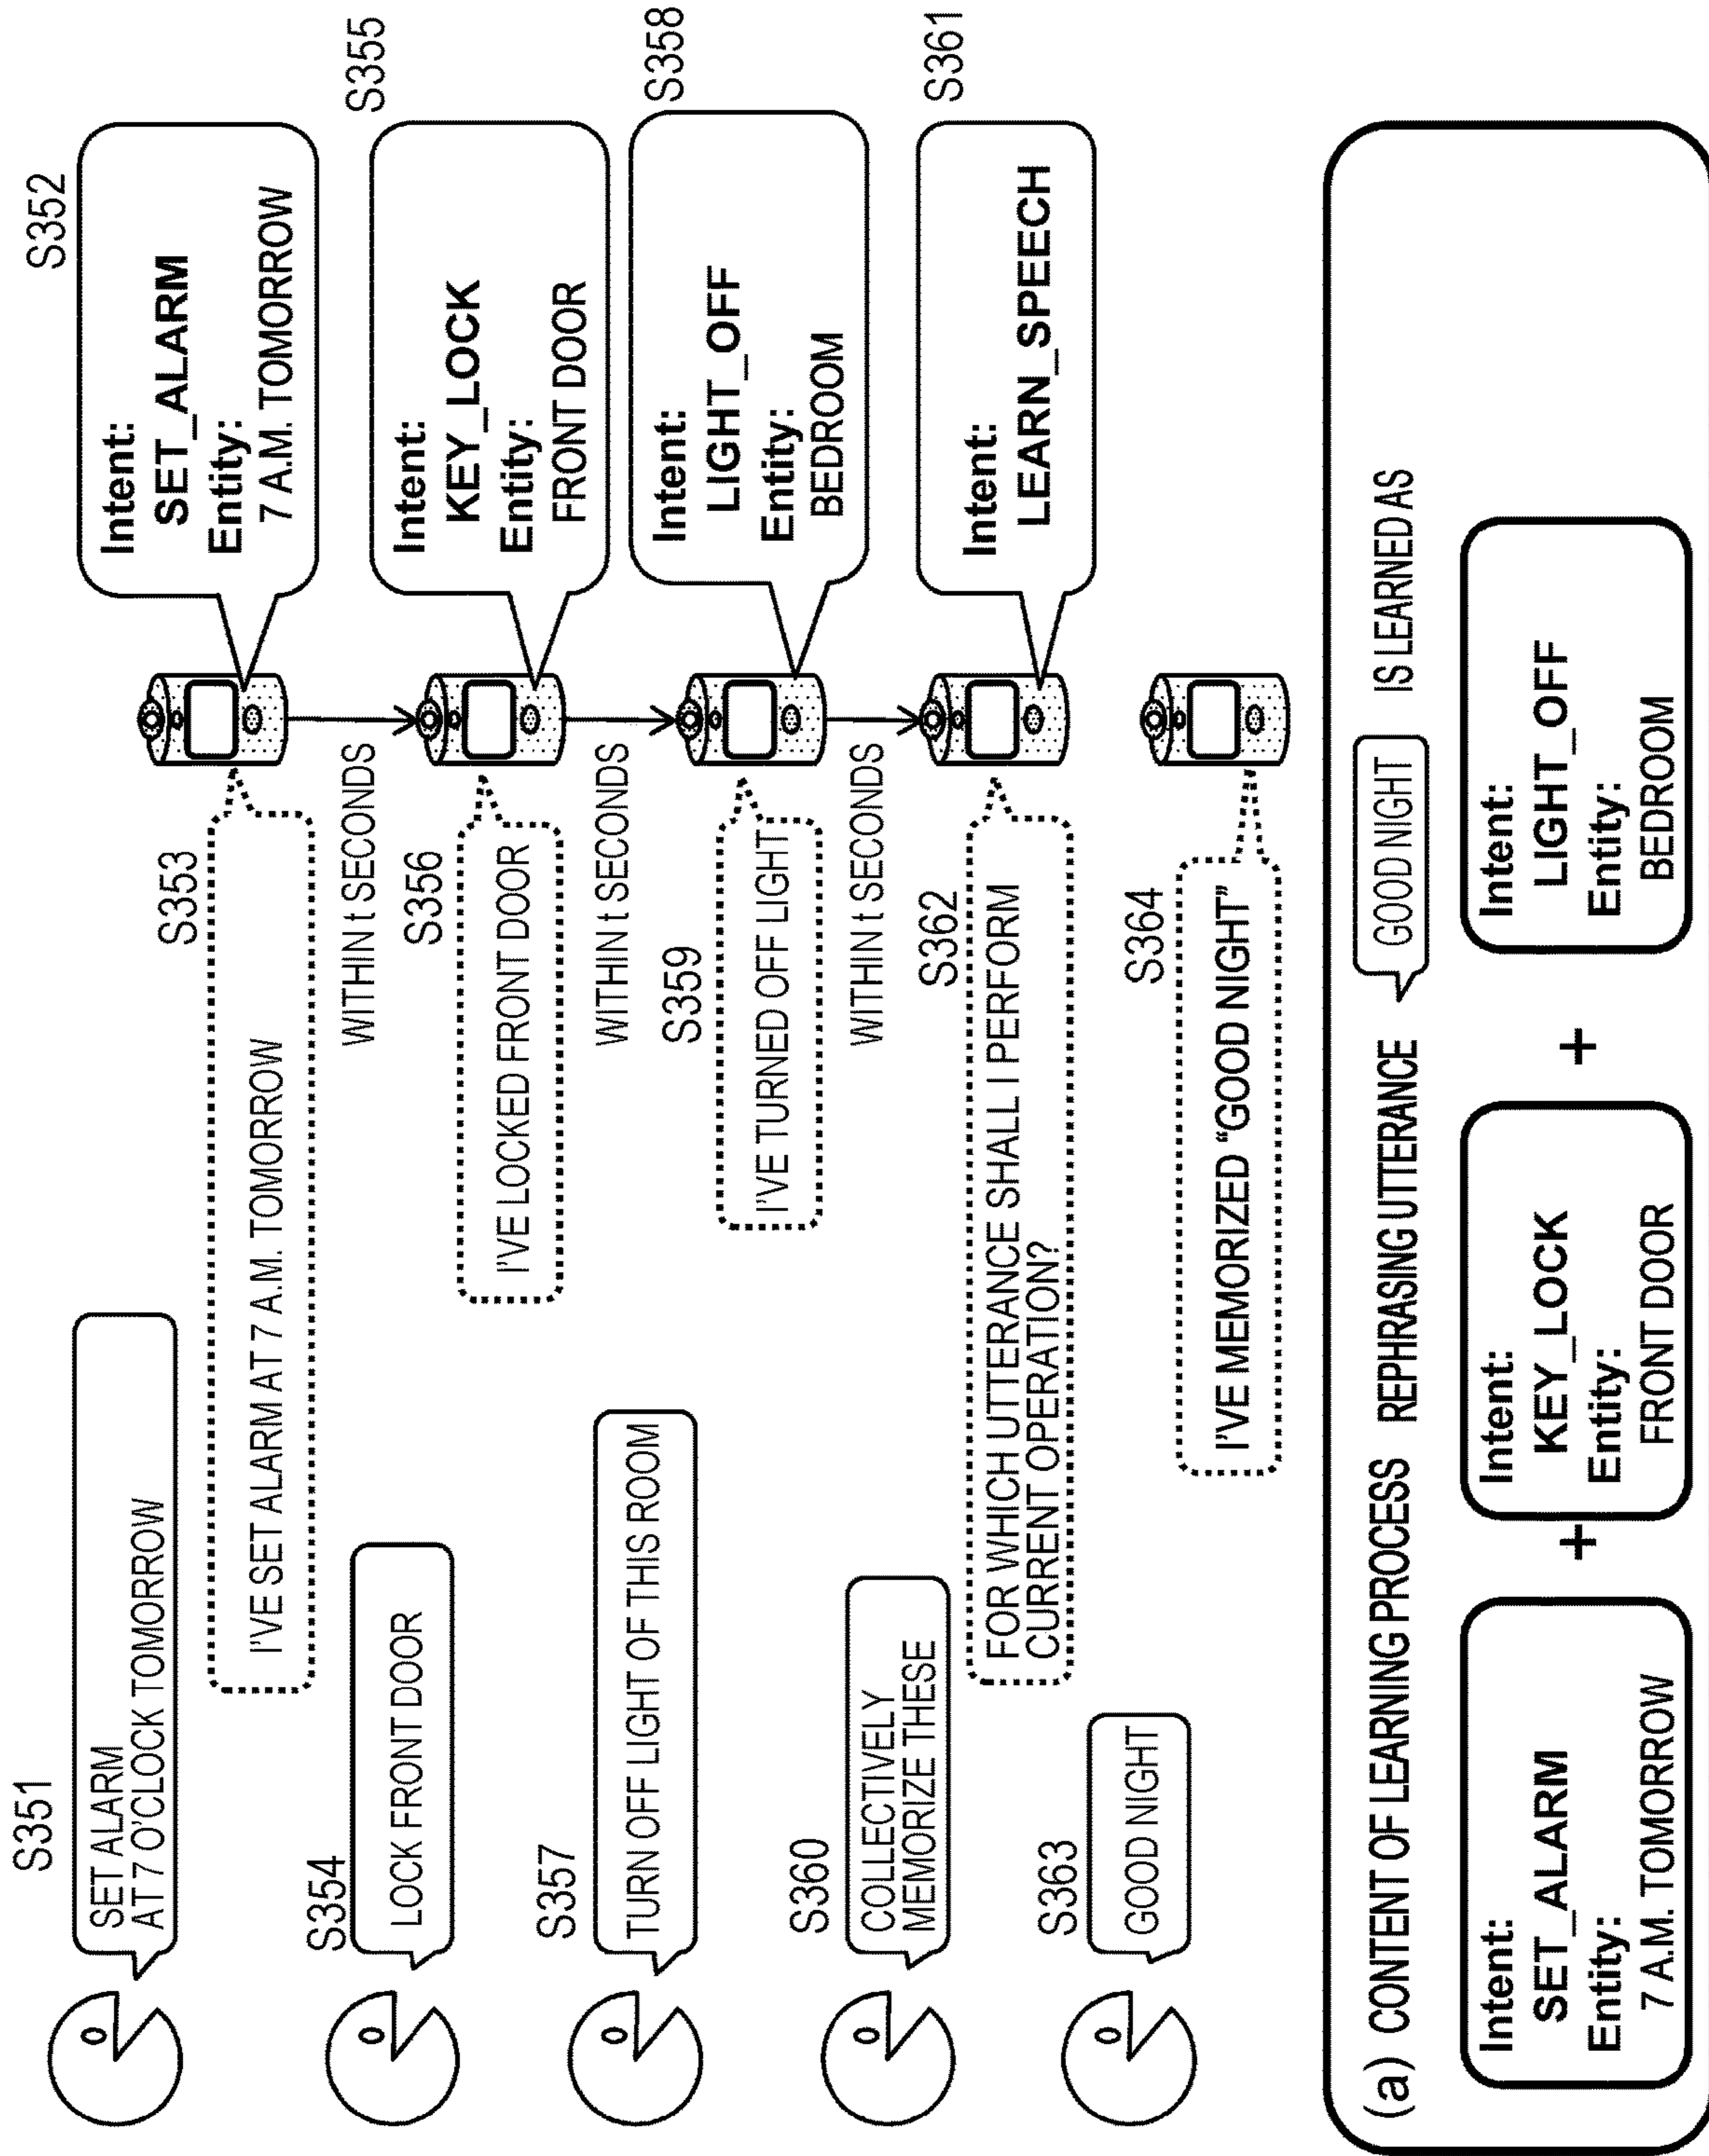 S351
SET ALARM
AT 7 O'CLOCK TOMORROW
S352
Intent:
SET_ALARM
Entity:
7 A.M. TOMORROW
S353
I'VE SET ALARM AT 7 A.M. TOMORROW
WITHIN t SECONDS
S354
LOCK FRONT DOOR
S355
Intent:
KEY_LOCK
Entity:
FRONT DOOR
S356
I'VE LOCKED FRONT DOOR
WITHIN t SECONDS
S357
TURN OFF LIGHT OF THIS ROOM
S358
Intent:
LIGHT_OFF
Entity:
BEDROOM
S359
I'VE TURNED OFF LIGHT
WITHIN t SECONDS
S360
COLLECTIVELY
MEMORIZE THESE
S361
Intent:
LEARN_SPEECH
S362
FOR WHICH UTTERANCE SHALL I PERFORM
CURRENT OPERATION?
S363
GOOD NIGHT
S364
I'VE MEMORIZED “GOOD NIGHT”
(a) CONTENT OF LEARNING PROCESS REPHRASING UTTERANCE GOOD NIGHT IS LEARNED AS
Intent:
SET_ALARM
Entity:
7 A.M. TOMORROW
+
Intent:
KEY_LOCK
Entity:
FRONT DOOR
+
Intent:
LIGHT_OFF
Entity:
BEDROOM